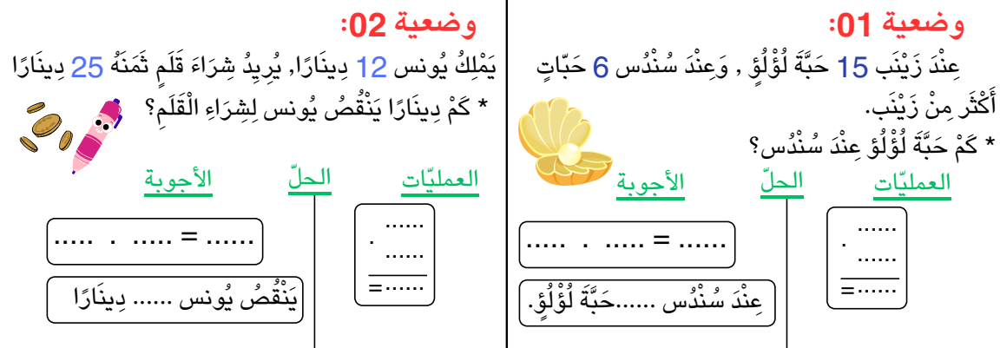 وضعية 01:
عِنْدَ زَيْنَب 15 حَبَّةَ لُؤْلُؤٍ , وَعِنْدَ سُنْدُس 6 حَبّاتٍ
أَكْثَر مِنْ زَيْنَب.
* كَمْ حَبَّةَ لُؤْلُؤ عِنْدَ سُنْدُس؟
العمليّات الحلّ الأجوبة
......
.
......
......=
..... . ..... = ......
عِنْدَ سُنْدُس ......حَبَّةَ لُؤْلُؤٍ.
وضعية 02:
يَمْلِكُ يُونس 12 دِينَارًا, يُرِيِدُ شِرَاءَ قَلَمٍ ثَمَنَهُ 25 دِينَارًا
* كَمْ دِينَارًا يَنْقُصُ يُونس لِشِرَاءِ الْقَلَمِ؟
العمليّات الحلّ الأجوبة
......
.
......
......=
..... . ..... = ......
يَنْقُصُ يُونس ...... دِينَارًا